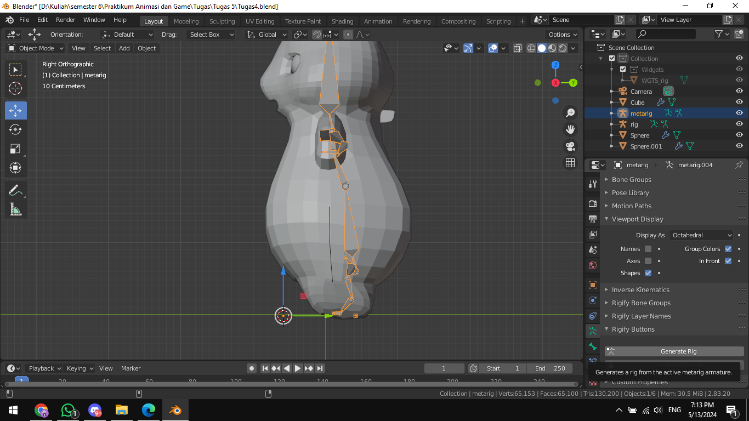 Blender* [D:\Kuliah\semester 6\Praktikum Animasi dan Game\Tugas\Tugas 5\Tugas4.blend]
File Edit Render Window Help Layout Modeling Sculpting UV Editing Texture Paint Shading Animation Rendering Compositing Scripting + Scene View Layer
Orientation: Default Drag: Select Box Global Options
Object Mode View Select Add Object
Right Orthographic
(1) Collection | metarig
10 Centimeters
Z
Y
X
Scene Collection
Collection
Widgets
WGTS_rig
Camera
Cube
metarig
rig
Sphere
Sphere.001
metarig metarig.004
Bone Groups
Pose Library
Motion Paths
Viewport Display
Display As Octahedral
Names Group Colors
Axes In Front
Shapes
Inverse Kinematics
Rigify Bone Groups
Rigify Layer Names
Rigify Buttons
Generate Rig
Generates a rig from the active metarig armature.
Custom Properties
Playback Keying View Marker 1 Start 1 End 250
1 20 40 60 80 100 120 140 160 180 200 220 240
Collection | metarig | Verts:65.153 | Faces:65.100 | Tris:130.200 | Objects:1/6 | Mem: 30.5 MiB | 2.83.20
ENG
7:13 PM
5/13/2024